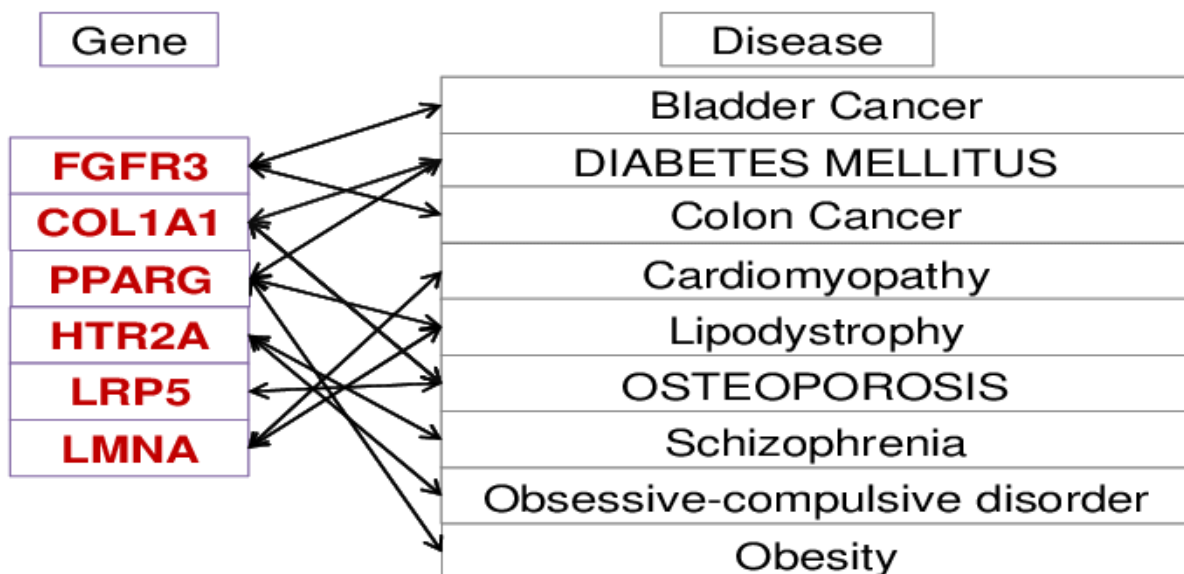 Gene
Disease
FGFR3
COL1A1
PPARG
HTR2A
LRP5
LMNA
Bladder Cancer
DIABETES MELLITUS
Colon Cancer
Cardiomyopathy
Lipodystrophy
OSTEOPOROSIS
Schizophrenia
Obsessive-compulsive disorder
Obesity